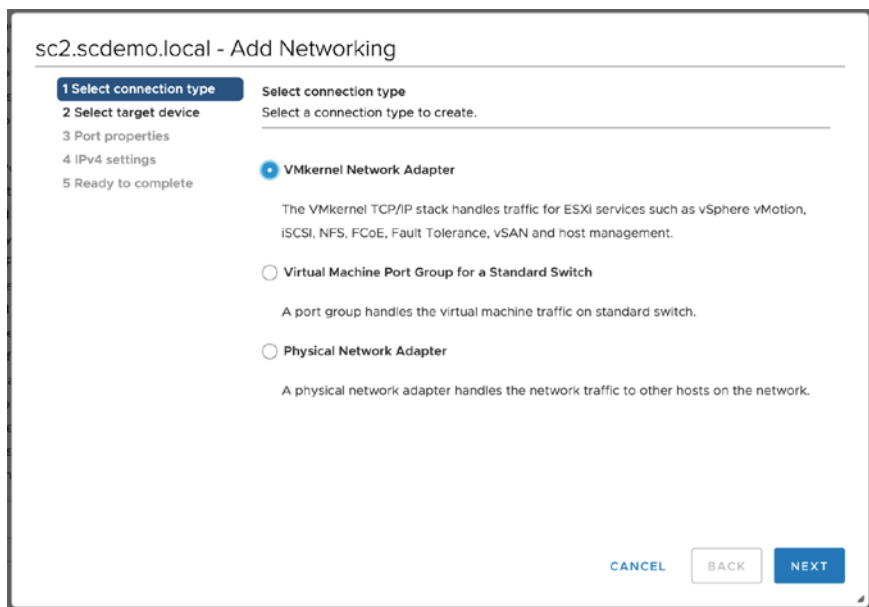 sc2.scdemo.local - Add Networking
1 Select connection type
2 Select target device
3 Port properties
4 IPv4 settings
5 Ready to complete
Select connection type
Select a connection type to create.
VMkernel Network Adapter
The VMkernel TCP/IP stack handles traffic for ESXi services such as vSphere vMotion,
iSCSI, NFS, FCoE, Fault Tolerance, vSAN and host management.
Virtual Machine Port Group for a Standard Switch
A port group handles the virtual machine traffic on standard switch.
Physical Network Adapter
A physical network adapter handles the network traffic to other hosts on the network.
CANCEL BACK NEXT